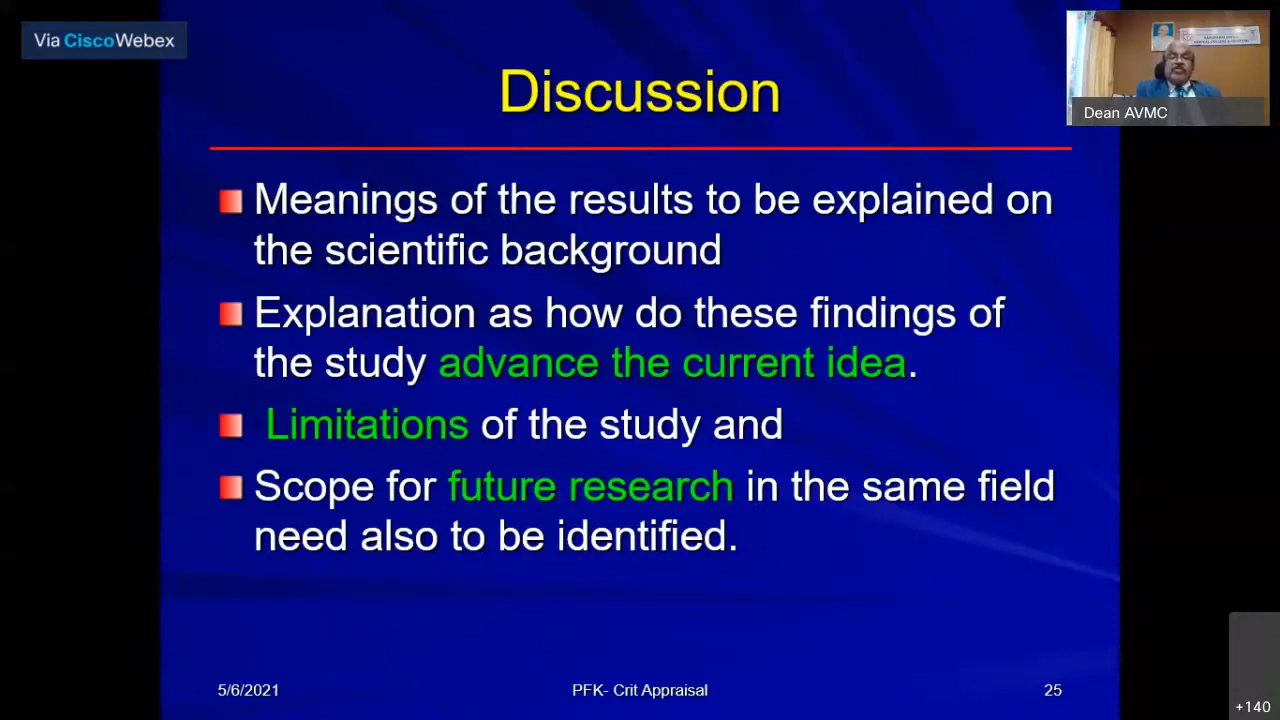 Via CiscoWebex
Discussion
Dean AVMC
Meanings of the results to be explained on
the scientific background
Explanation as how do these findings of
the study advance the current idea.
Limitations of the study and
Scope for future research in the same field
need also to be identified.
5/6/2021
PFK- Crit Appraisal
25
+140